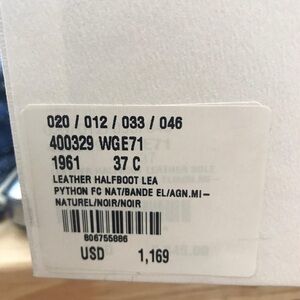 020 / 012 / 033 / 046
400329 WGE71
1961 37 C
LEATHER HALFBOOT LEA
PYTHON FC NAT/BANDE EL/AGN.MI-
NATUREL/NOIR/NOIR
806755886
USD 1,169